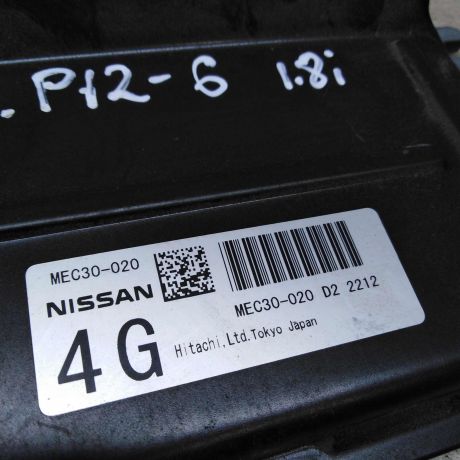 . P12-6 1.8i
MEC30-020
NISSAN
MEC30-020 D2 2212
4G
Hitachi,Ltd.Tokyo Japan